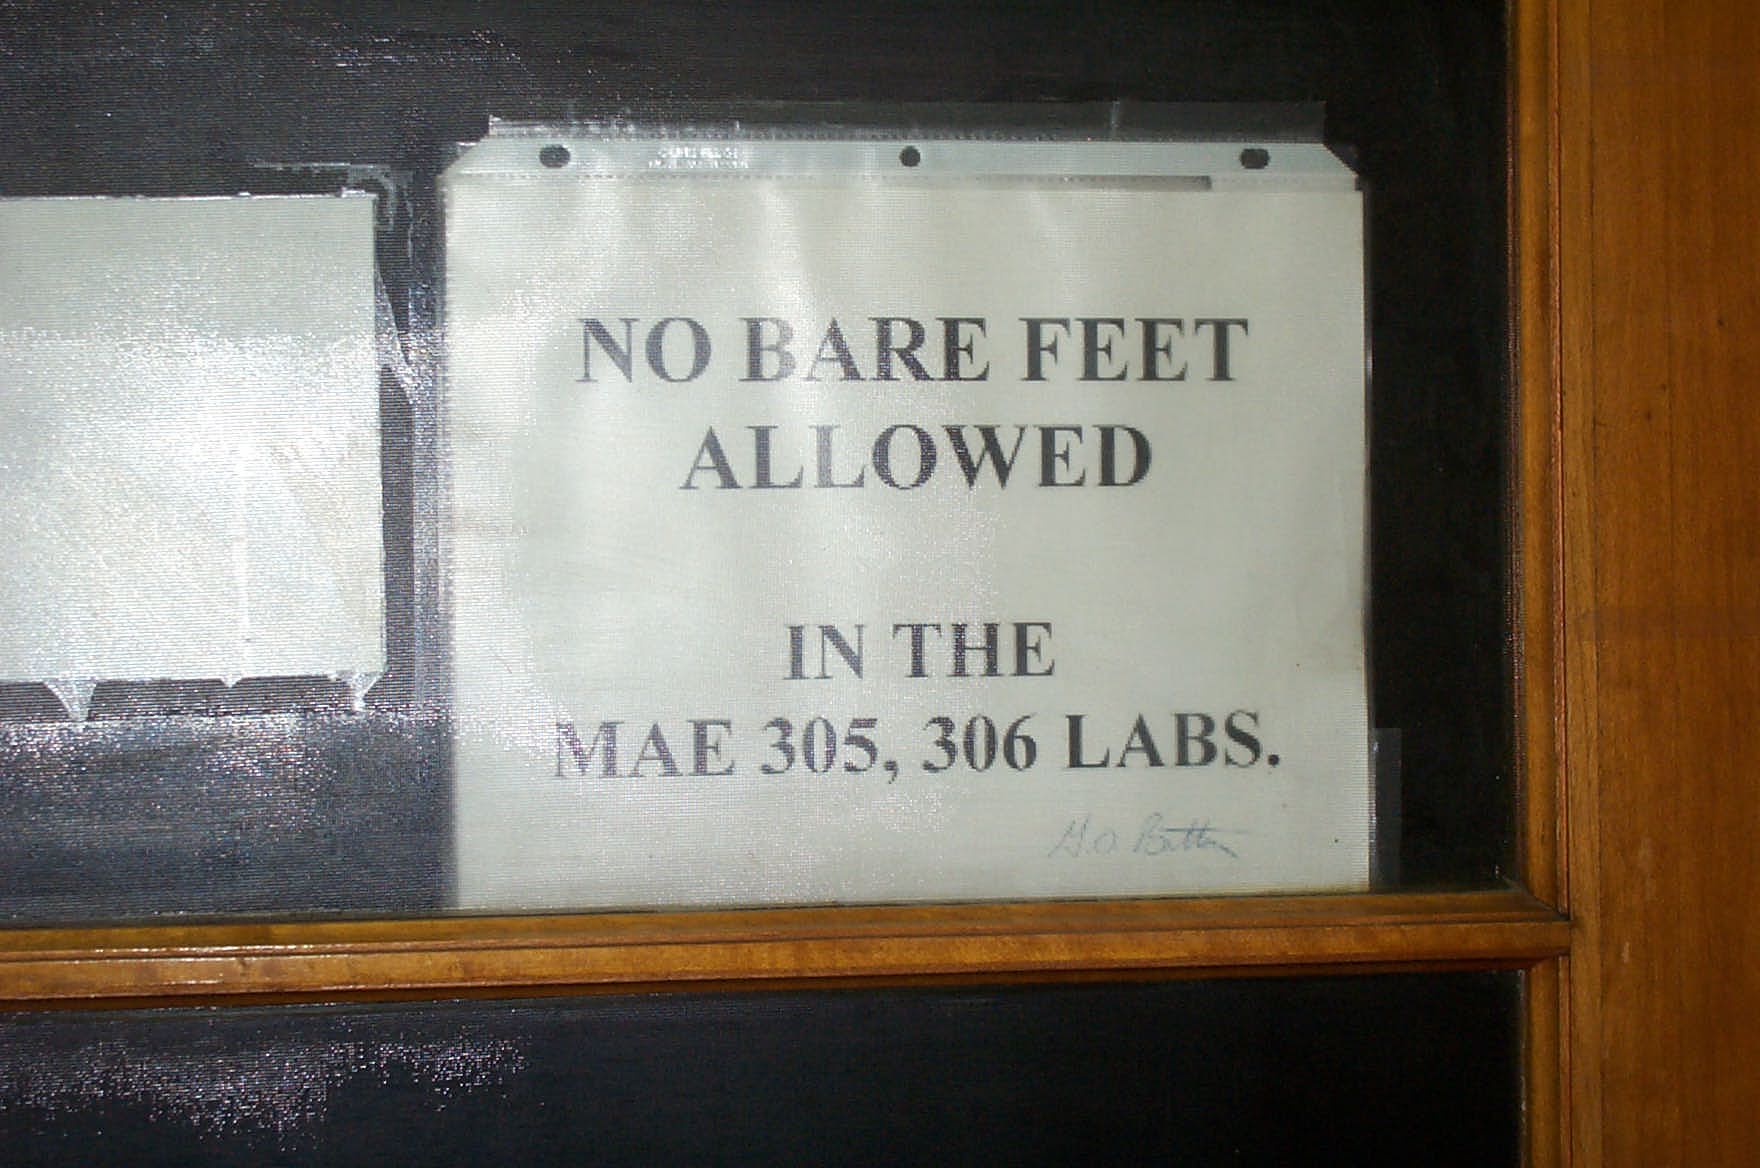 NO BARE FEET
ALLOWED
IN THE
MAE 305, 306 LABS.